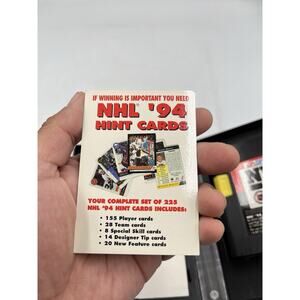 IF WINNING IS IMPORTANT YOU NEED
NHL '94
HINT CARDS
YOUR COMPLETE SET OF 225
NHL '94 HINT CARDS INCLUDES:
• 155 Player cards
• 28 Team cards
• 8 Special Skill cards
• 14 Designer Tip cards
• 20 New Feature cards